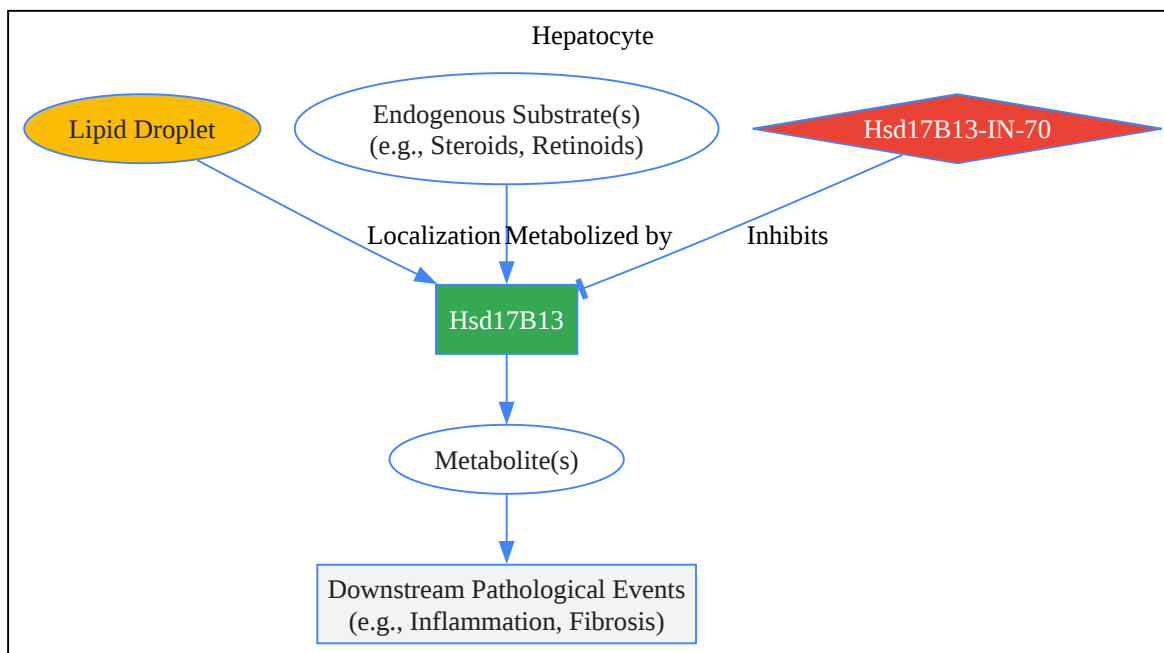 Hepatocyte
Lipid Droplet
Endogenous Substrate(s)
(e.g., Steroids, Retinoids)
Hsd17B13-IN-70
Localization
Metabolized by
Inhibits
Hsd17B13
Metabolite(s)
Downstream Pathological Events
(e.g., Inflammation, Fibrosis)